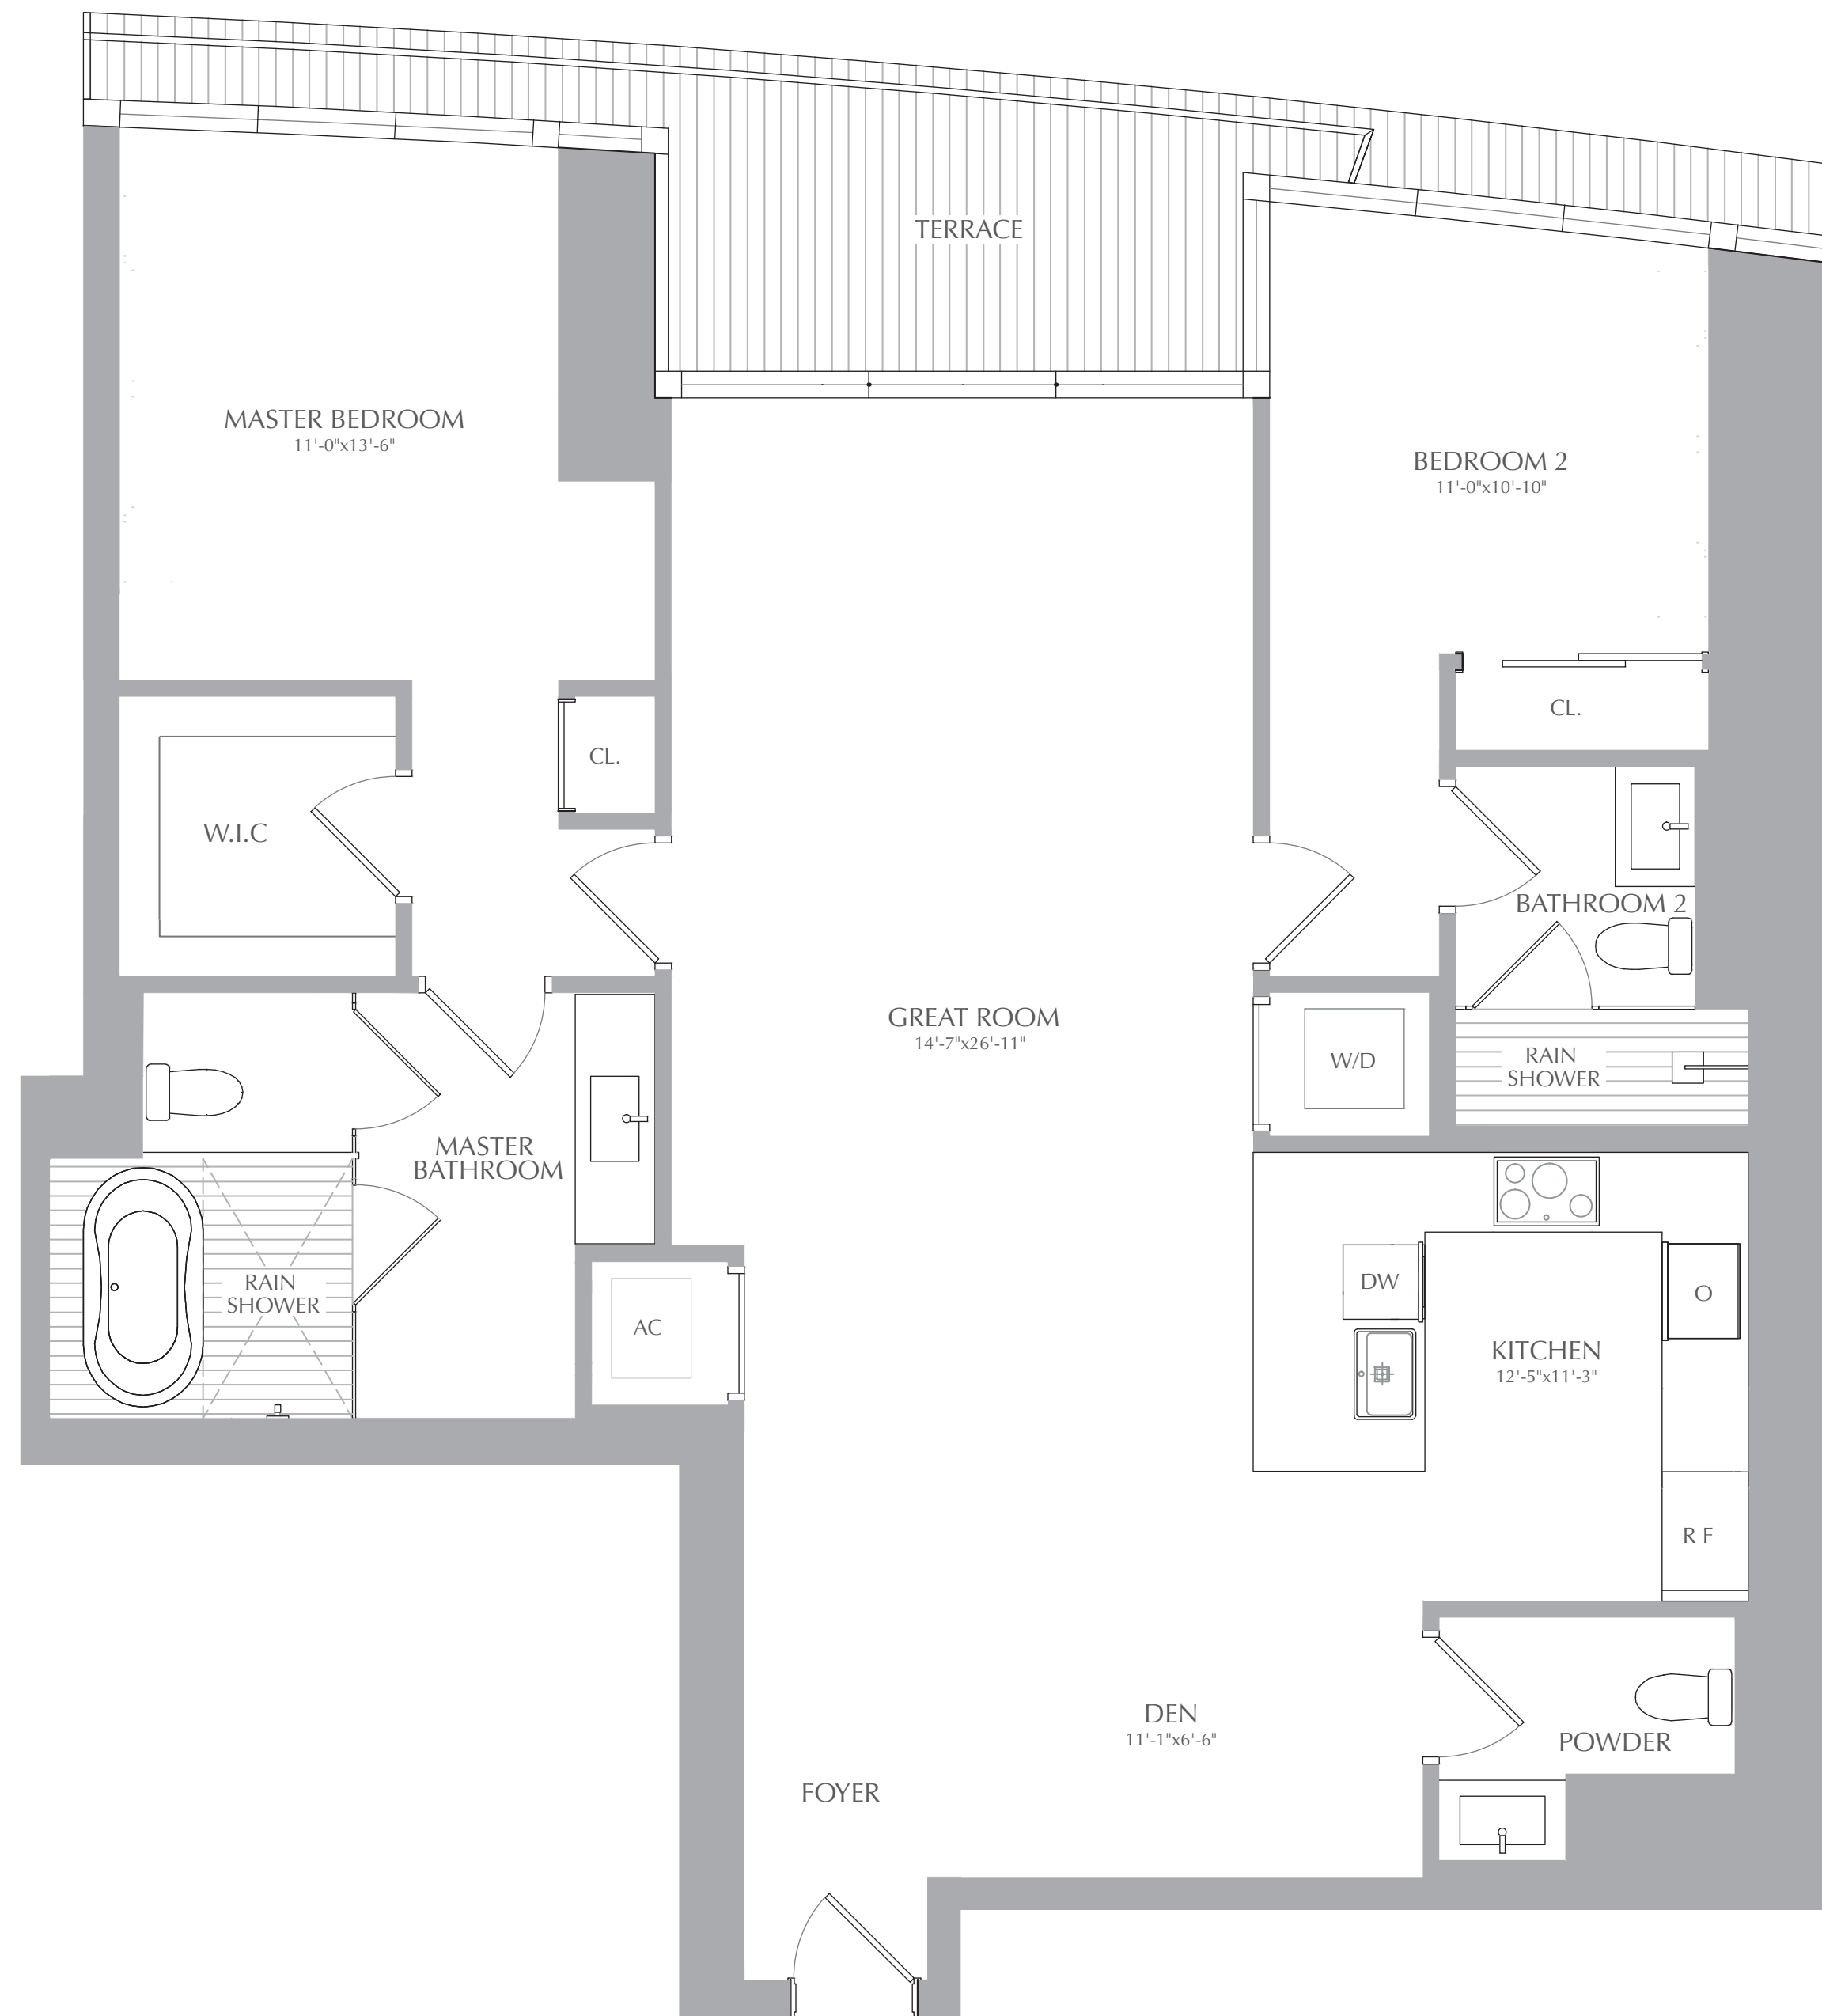 TERRACE
MASTER BEDROOM
11'-0"x13'-6"
BEDROOM 2
11'-0"x10'-10"
CL.
CL.
W.I.C
BATHROOM 2
GREAT ROOM
14'-7"x26'-11"
W/D
RAIN
SHOWER
MASTER
BATHROOM
RAIN
SHOWER
AC
DW
O
KITCHEN
12'-5"x11'-3"
R F
DEN
11'-1"x6'-6"
POWDER
FOYER